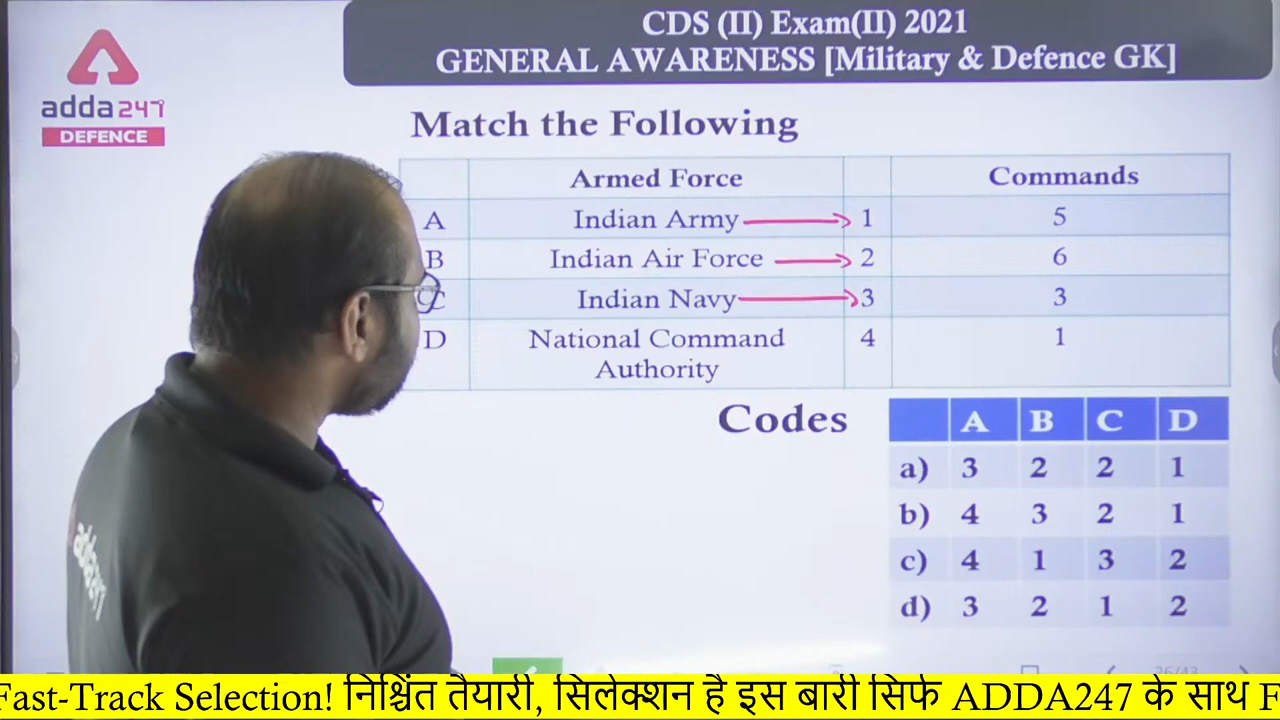 CDS (II) Exam(II) 2021
GENERAL AWARENESS [Military & Defence GK]
adda247
DEFENCE
Match the Following
Armed Force Commands
A Indian Army 1 5
B Indian Air Force 2 6
C Indian Navy 3 3
D National Command 4 1
Authority
Codes
A B C D
a) 3 2 2 1
b) 4 3 2 1
c) 4 1 3 2
d) 3 2 1 2
adda247
26/43
Fast-Track Selection! निश्चिंत तैयारी, सिलेक्शन है इस बारी सिर्फ ADDA247 के साथ F